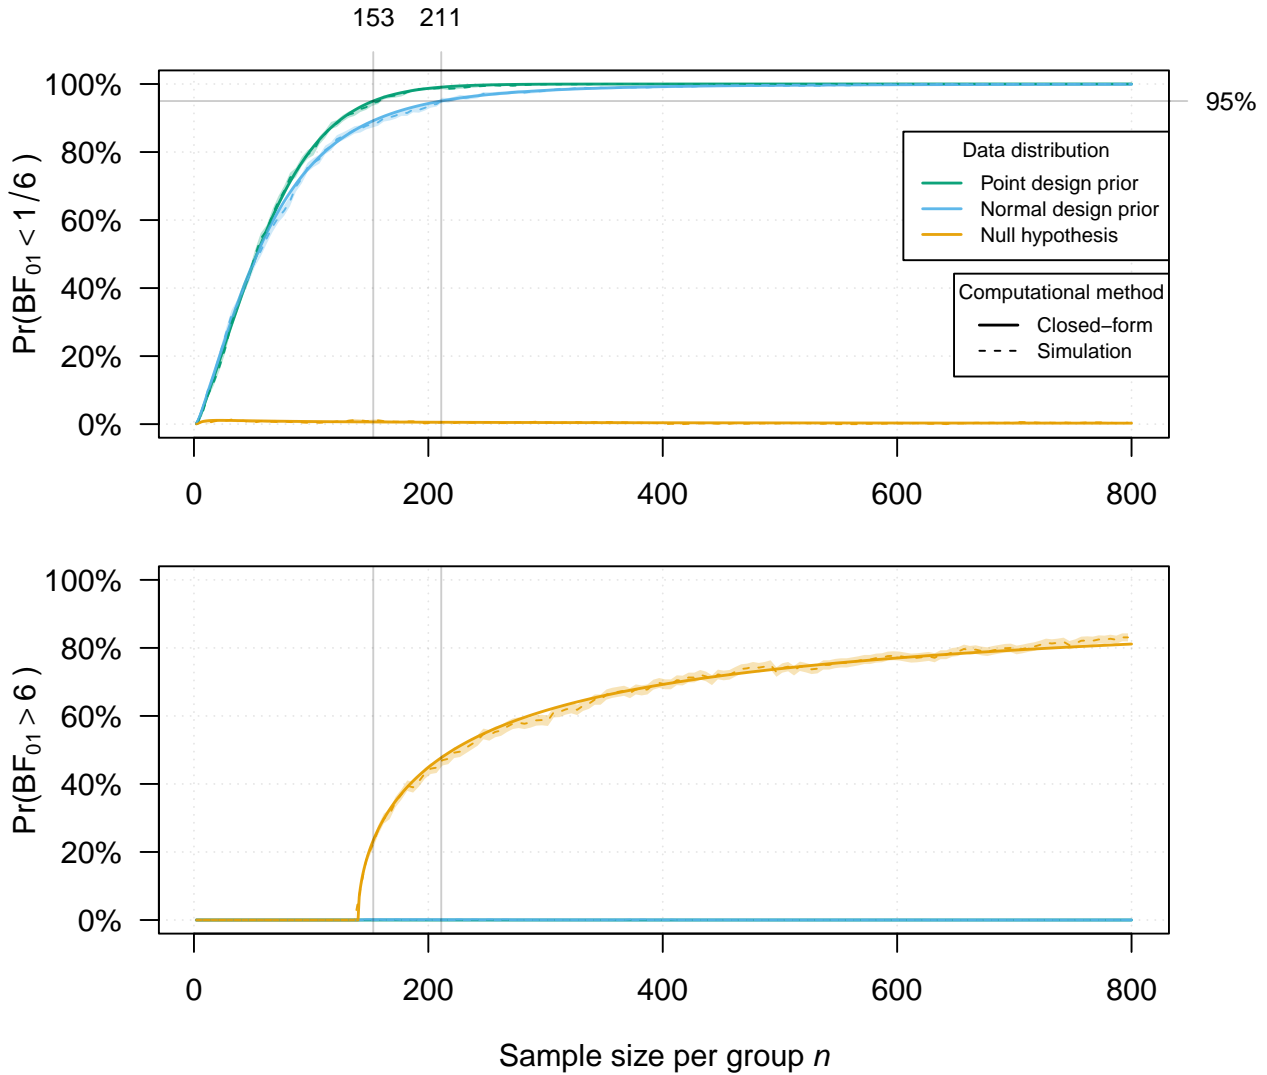 153 211
100%
95%
80%
60%
40%
20%
0%
Pr(BF01 < 1/6 )
Data distribution
Point design prior
Normal design prior
Null hypothesis
Computational method
Closed−form
Simulation
0 200 400 600 800
100%
80%
60%
40%
20%
0%
Pr(BF01 > 6 )
0 200 400 600 800
Sample size per group n